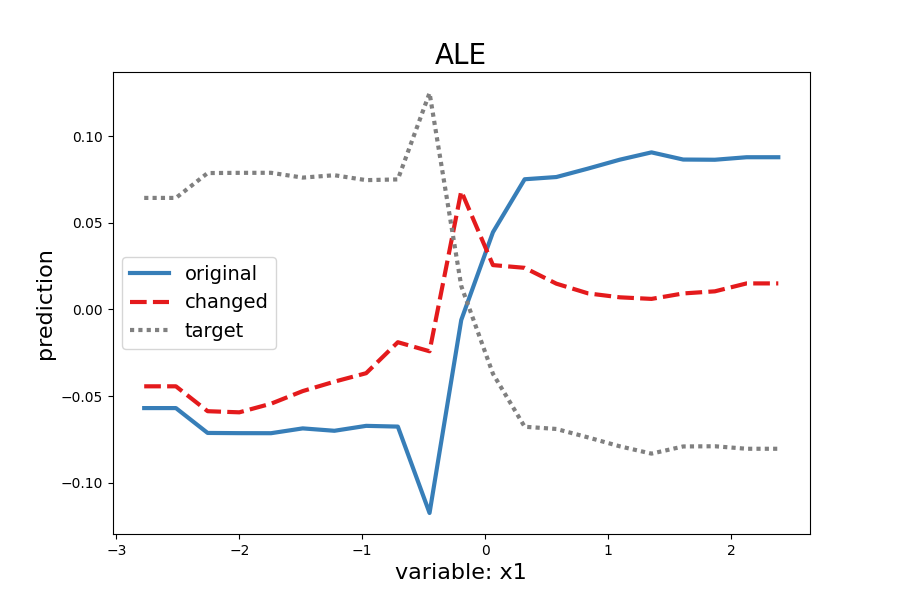 ALE
prediction
0.10
0.05
0.00
−0.05
−0.10
original
changed
target
−3
−2
−1
0
1
2
variable: x1